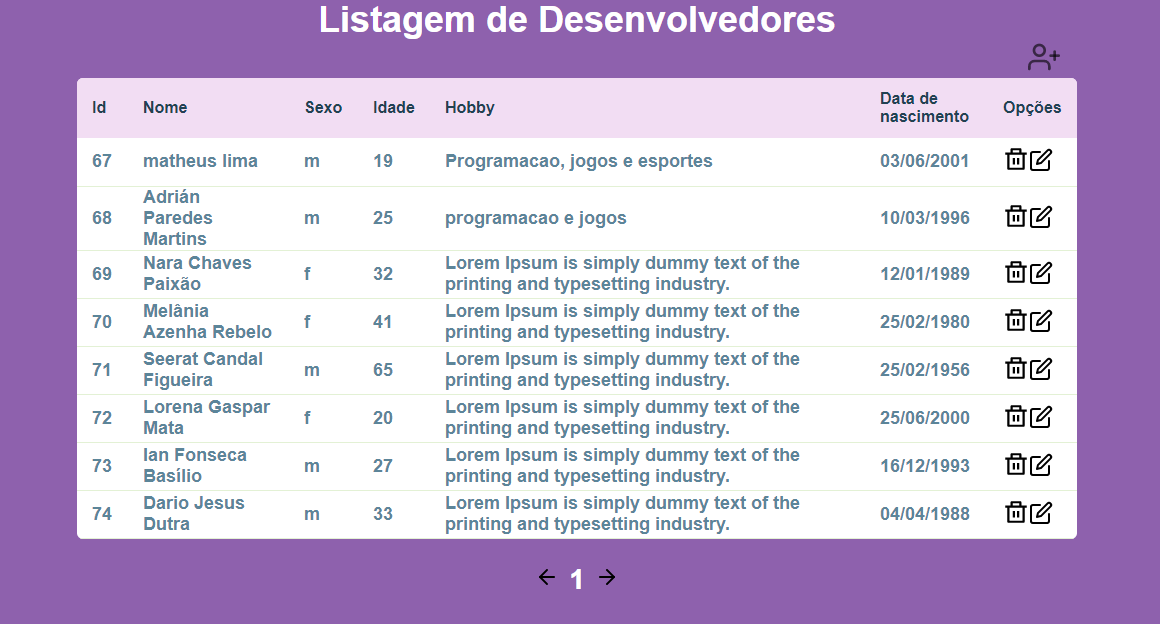 Listagem de Desenvolvedores
Id Nome Sexo Idade Hobby Data de nascimento Opções
67 matheus lima m 19 Programacao, jogos e esportes 03/06/2001
68 Adrián Paredes Martins m 25 programacao e jogos 10/03/1996
69 Nara Chaves Paixão f 32 Lorem Ipsum is simply dummy text of the printing and typesetting industry. 12/01/1989
70 Melânia Azenha Rebelo f 41 Lorem Ipsum is simply dummy text of the printing and typesetting industry. 25/02/1980
71 Seerat Candal Figueira m 65 Lorem Ipsum is simply dummy text of the printing and typesetting industry. 25/02/1956
72 Lorena Gaspar Mata f 20 Lorem Ipsum is simply dummy text of the printing and typesetting industry. 25/06/2000
73 Ian Fonseca Basílio m 27 Lorem Ipsum is simply dummy text of the printing and typesetting industry. 16/12/1993
74 Dario Jesus Dutra m 33 Lorem Ipsum is simply dummy text of the printing and typesetting industry. 04/04/1988
1